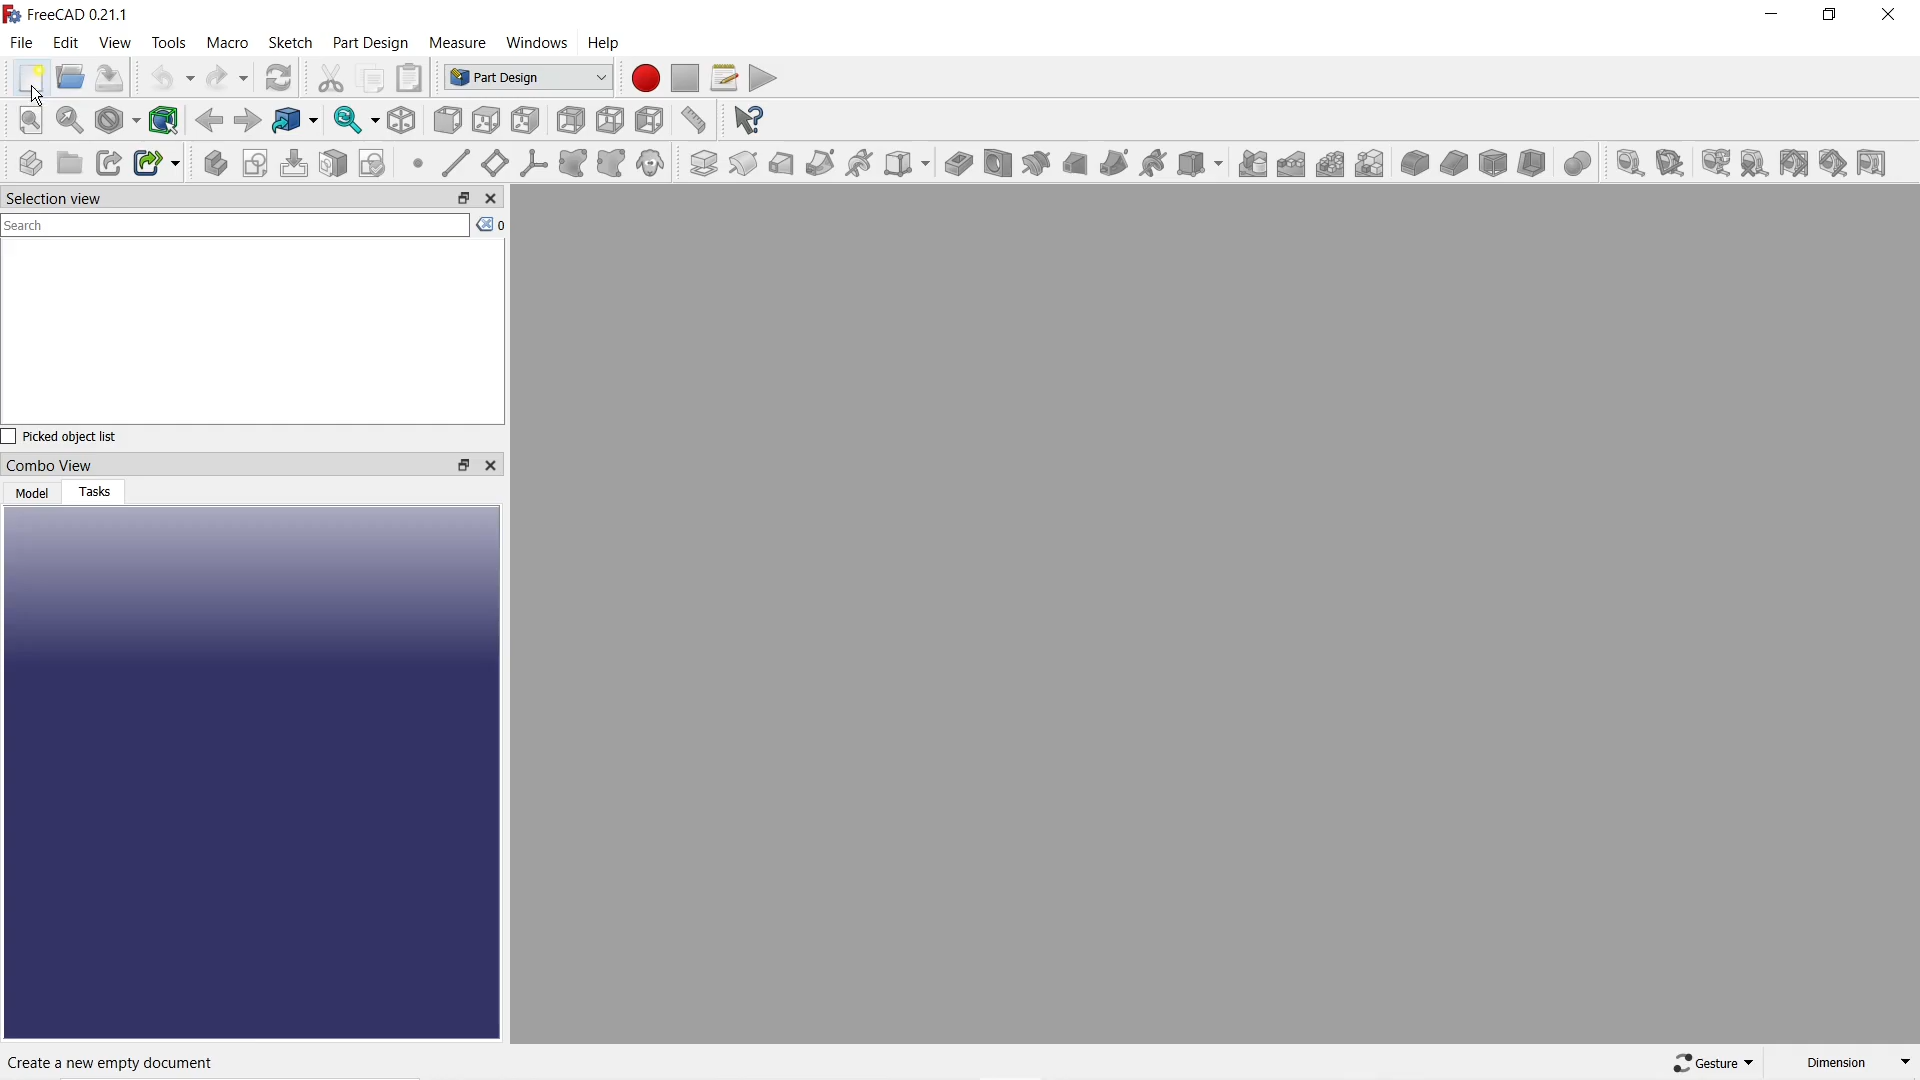 FreeCAD 0.21.1
File Edit View Tools Macro Sketch Part Design Measure Windows Help
Part Design
Selection view
Search
0
Picked object list
Combo View
Model Tasks
Create a new empty document
Gesture
Dimension